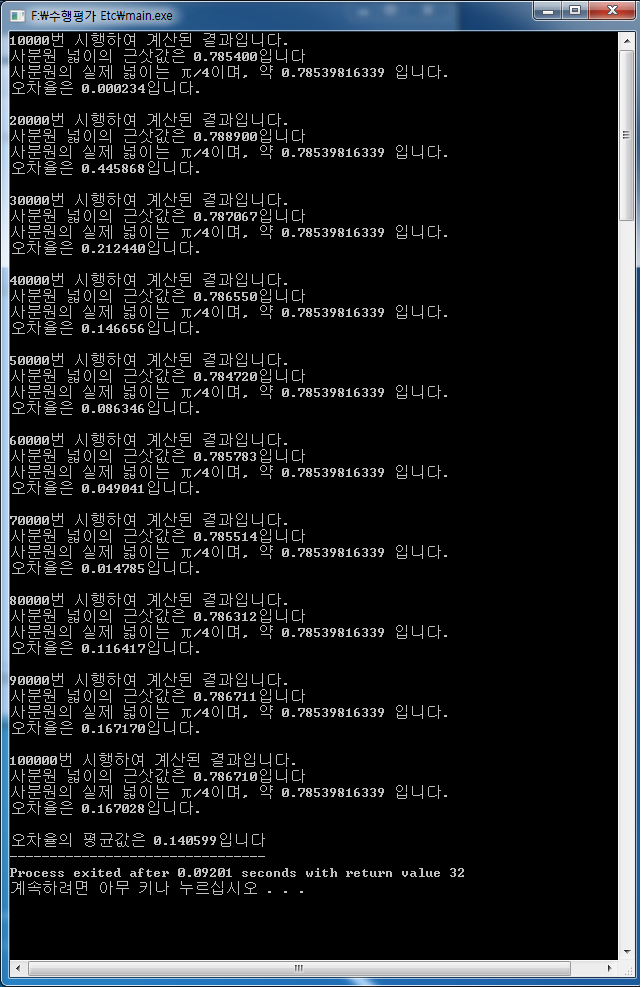 F:\수행평가 Etc\main.exe
10000번 시행하여 계산된 결과입니다.
사분원 넓이의 근삿값은 0.785400입니다
사분원의 실제 넓이는 π/4이며, 약 0.78539816339 입니다.
오차율은 0.000234입니다.
20000번 시행하여 계산된 결과입니다.
사분원 넓이의 근삿값은 0.788900입니다
사분원의 실제 넓이는 π/4이며, 약 0.78539816339 입니다.
오차율은 0.445868입니다.
30000번 시행하여 계산된 결과입니다.
사분원 넓이의 근삿값은 0.787067입니다
사분원의 실제 넓이는 π/4이며, 약 0.78539816339 입니다.
오차율은 0.212440입니다.
40000번 시행하여 계산된 결과입니다.
사분원 넓이의 근삿값은 0.786550입니다
사분원의 실제 넓이는 π/4이며, 약 0.78539816339 입니다.
오차율은 0.146656입니다.
50000번 시행하여 계산된 결과입니다.
사분원 넓이의 근삿값은 0.784720입니다
사분원의 실제 넓이는 π/4이며, 약 0.78539816339 입니다.
오차율은 0.086346입니다.
60000번 시행하여 계산된 결과입니다.
사분원 넓이의 근삿값은 0.785783입니다
사분원의 실제 넓이는 π/4이며, 약 0.78539816339 입니다.
오차율은 0.049041입니다.
70000번 시행하여 계산된 결과입니다.
사분원 넓이의 근삿값은 0.785514입니다
사분원의 실제 넓이는 π/4이며, 약 0.78539816339 입니다.
오차율은 0.014785입니다.
80000번 시행하여 계산된 결과입니다.
사분원 넓이의 근삿값은 0.786312입니다
사분원의 실제 넓이는 π/4이며, 약 0.78539816339 입니다.
오차율은 0.116417입니다.
90000번 시행하여 계산된 결과입니다.
사분원 넓이의 근삿값은 0.786711입니다
사분원의 실제 넓이는 π/4이며, 약 0.78539816339 입니다.
오차율은 0.167170입니다.
100000번 시행하여 계산된 결과입니다.
사분원 넓이의 근삿값은 0.786710입니다
사분원의 실제 넓이는 π/4이며, 약 0.78539816339 입니다.
오차율은 0.167028입니다.
오차율의 평균값은 0.140599입니다
--------------------------------
Process exited after 0.09201 seconds with return value 32
계속하려면 아무 키나 누르십시오 . . .